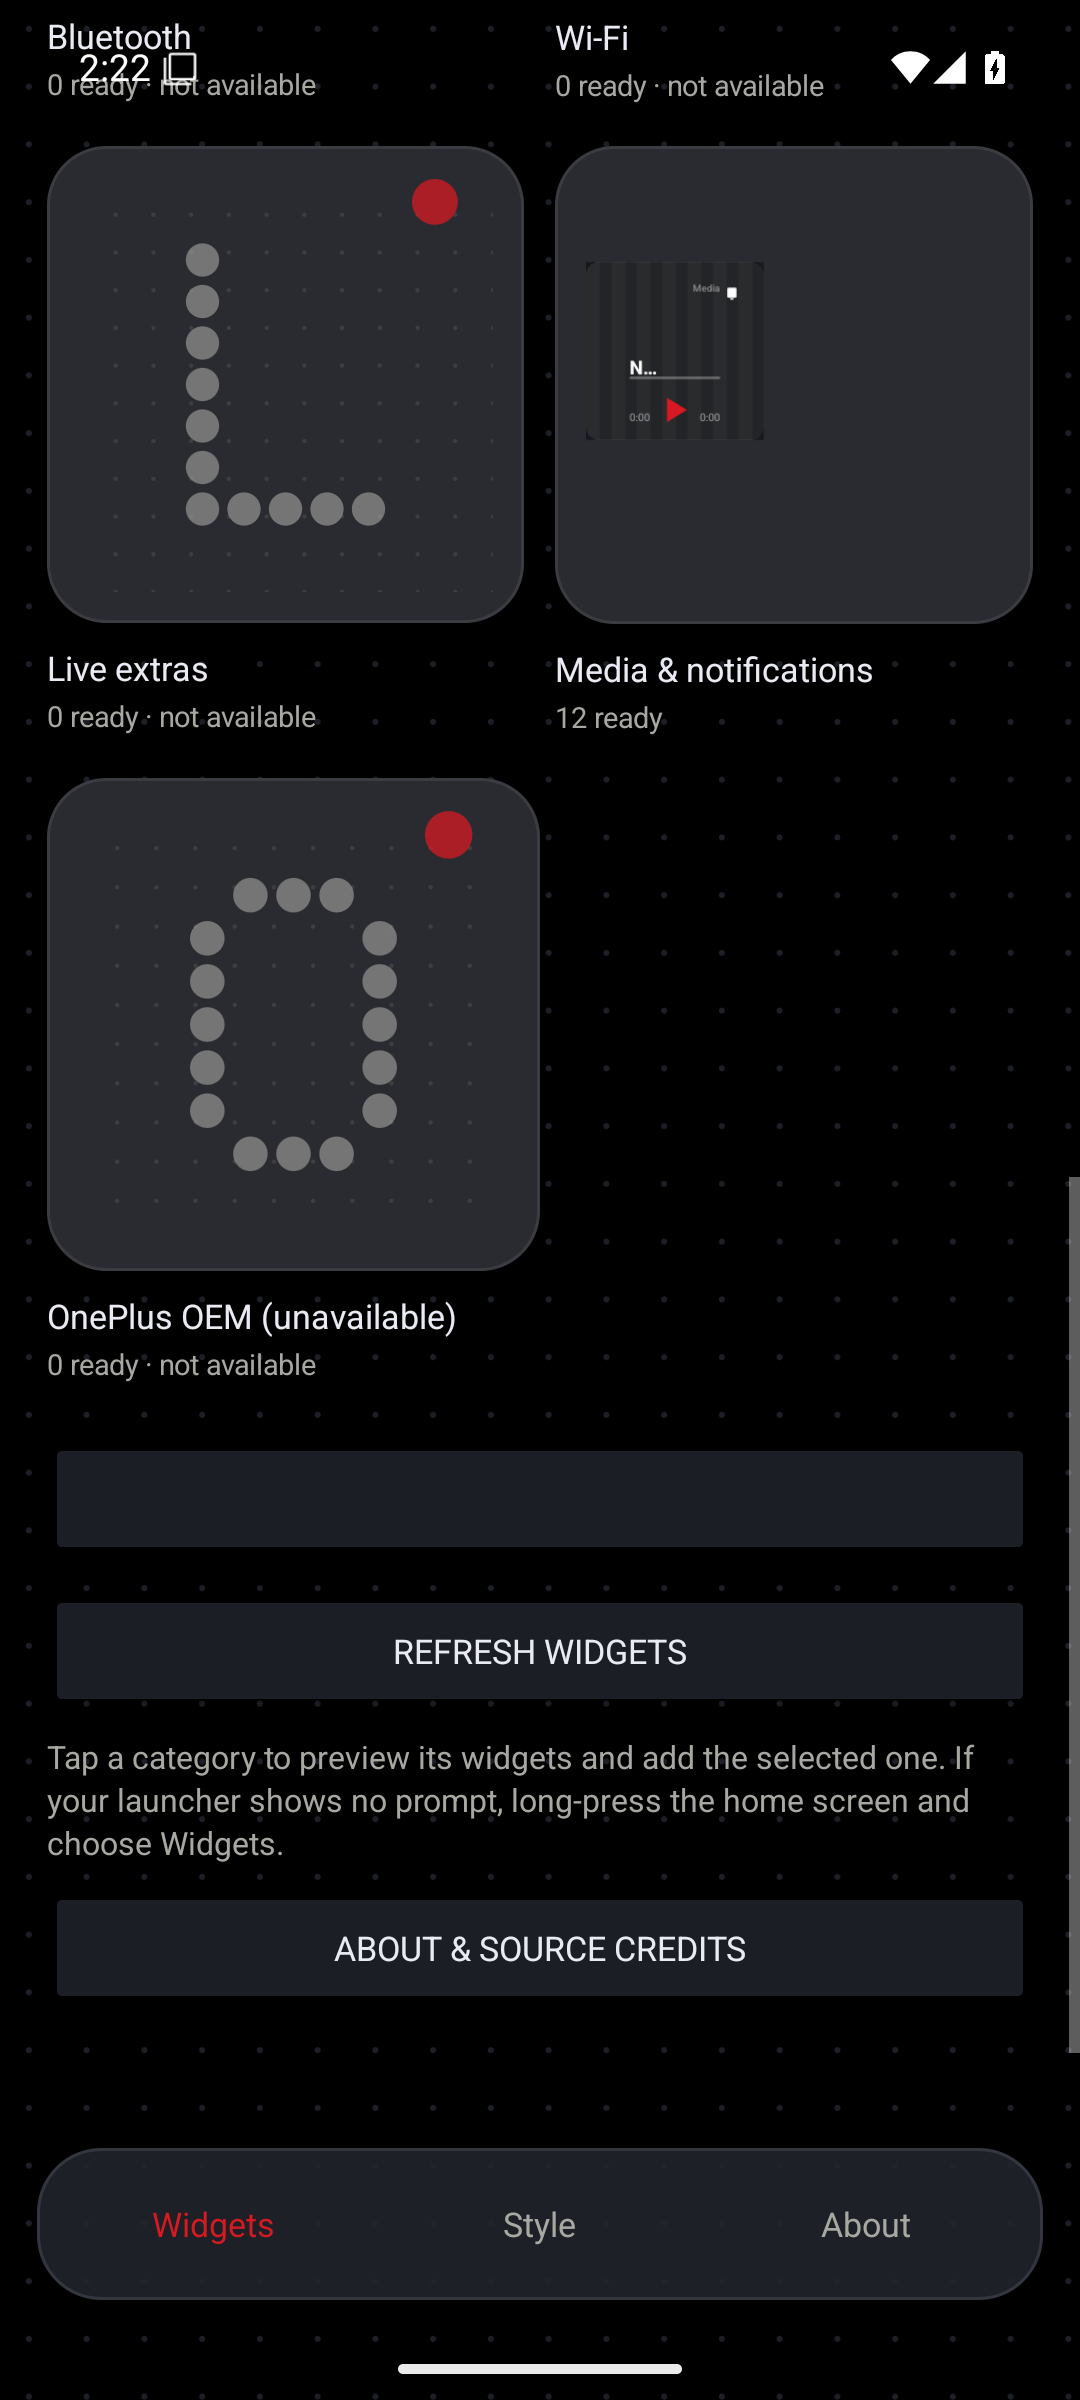 Bluetooth
Wi-Fi
2:22
0 ready · not available
0 ready · not available
Media
N...
0:00
0:00
Live extras
Media & notifications
0 ready · not available
12 ready
OnePlus OEM (unavailable)
0 ready · not available
REFRESH WIDGETS
Tap a category to preview its widgets and add the selected one. If
your launcher shows no prompt, long-press the home screen and
choose Widgets.
ABOUT & SOURCE CREDITS
Widgets
Style
About